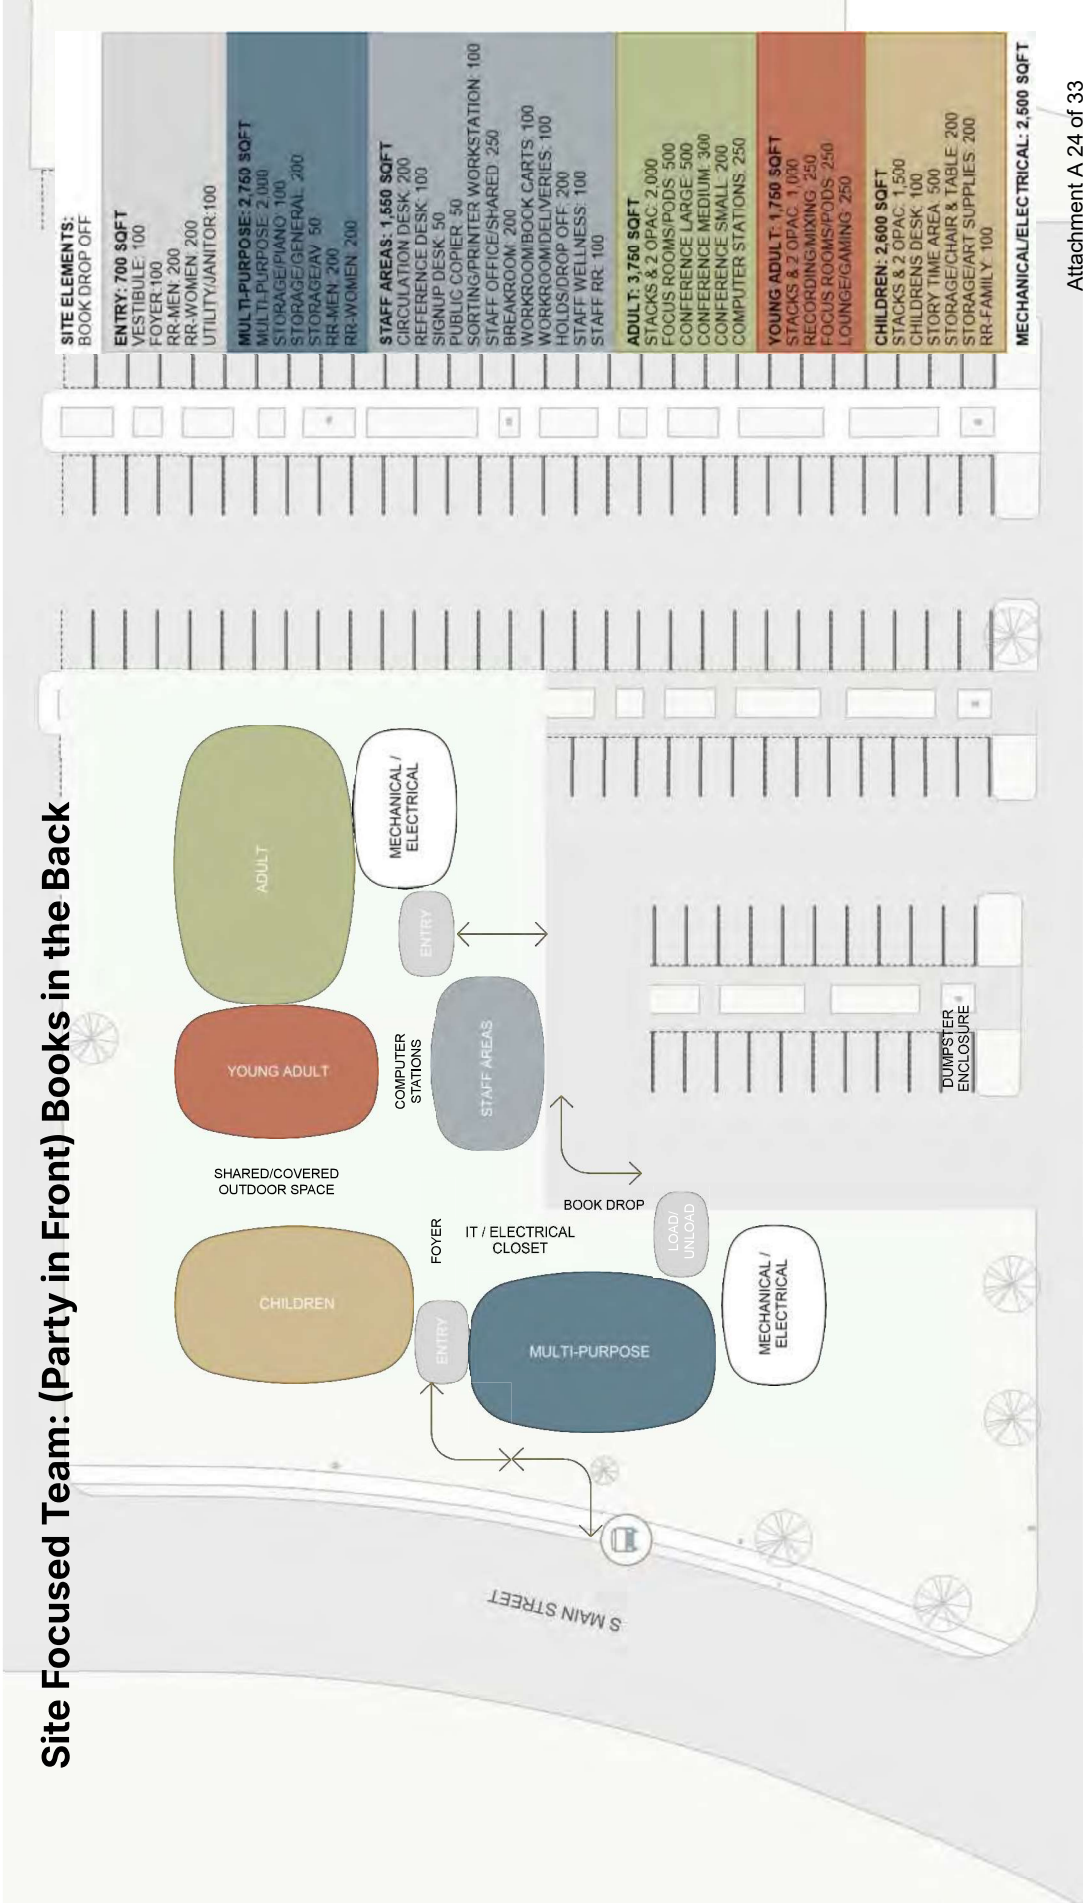 Site Focused Team: (Party in Front) Books in the Back
SITE ELEMENTS:
BOOK DROP OFF
ENTRY: 700 SQFT
VESTIBULE: 100
FOYER:100
RR-MEN: 200
RR-WOMEN: 200
UTILITY/JANITOR:100
MULTI-PURPOSE: 2,750 SQFT
MULTI-PURPOSE: 2,000
STORAGE/PIANO 100
STORAGE/GENERAL 200
STORAGE/AV 50
RR-MEN: 200
RR-WOMEN: 200
STAFF AREAS: 1,550 SQFT
CIRCULATION DESK: 200
REFERENCE DESK: 100
SIGNUP DESK: 50
PUBLIC COPIER: 50
SORTING/PRINTER WORKSTATION: 100
STAFF OFFICE/SHARED: 250
BREAKROOM: 200
WORKROOM/BOOK CARTS: 100
WORKROOMDELIVERIES: 100
HOLDS/DROP OFF: 200
STAFF WELLNESS: 100
STAFF RR: 100
ADULT: 3,750 SQFT
STACKS & 2 OPAC: 2,000
FOCUS ROOMS/PODS: 500
CONFERENCE LARGE: 500
CONFERENCE MEDIUM: 300
CONFERENCE SMALL: 200
COMPUTER STATIONS: 250
YOUNG ADULT: 1,750 SQFT
STACKS & 2 OPAC: 1,000
RECORDING/MIXING: 250
FOCUS ROOMS/PODS: 250
LOUNGE/GAMING: 250
CHILDREN: 2,600 SQFT
STACKS & 2 OPAC: 1,500
CHILDRENS DESK: 100
STORY TIME AREA: 500
STORAGE/CHAIR & TABLE: 200
STORAGE/ART SUPPLIES: 200
RR-FAMILY: 100
MECHANICAL/ELECTRICAL: 2,500 SQFT
ADULT
MECHANICAL /
ELECTRICAL
ENTRY
YOUNG ADULT
COMPUTER
STATIONS
STAFF AREAS
SHARED/COVERED
OUTDOOR SPACE
CHILDREN
FOYER
IT / ELECTRICAL
CLOSET
BOOK DROP
LOAD/
UNLOAD
ENTRY
MULTI-PURPOSE
MECHANICAL /
ELECTRICAL
DUMPSTER
ENCLOSURE
S MAIN STREET
Attachment A 24 of 33